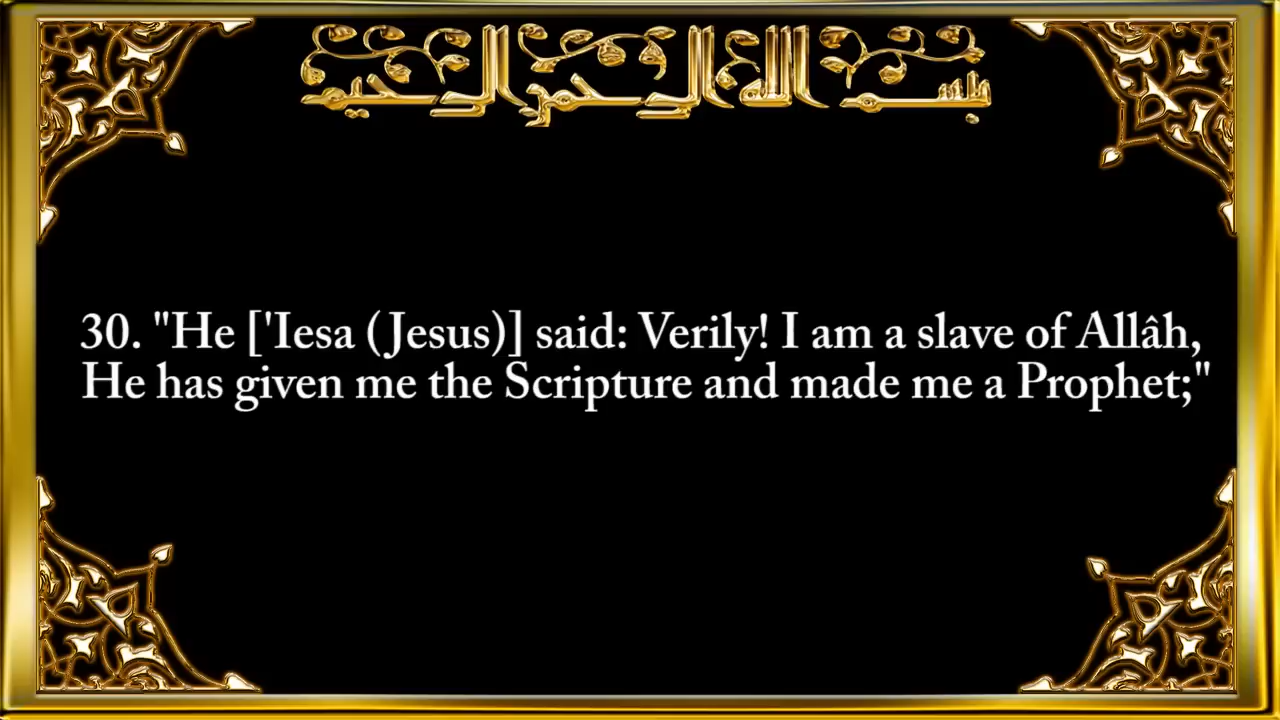 بسم الله الرحمن الرحيم
30. "He ['Iesa (Jesus)] said: Verily! I am a slave of Allâh,
He has given me the Scripture and made me a Prophet;"